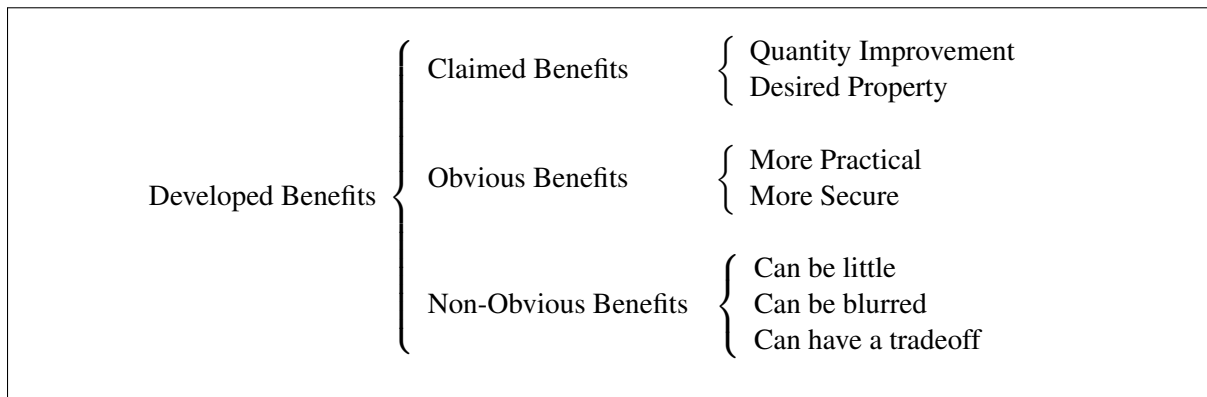 Developed Benefits
Claimed Benefits
Quantity Improvement
Desired Property
Obvious Benefits
More Practical
More Secure
Non-Obvious Benefits
Can be little
Can be blurred
Can have a tradeoff